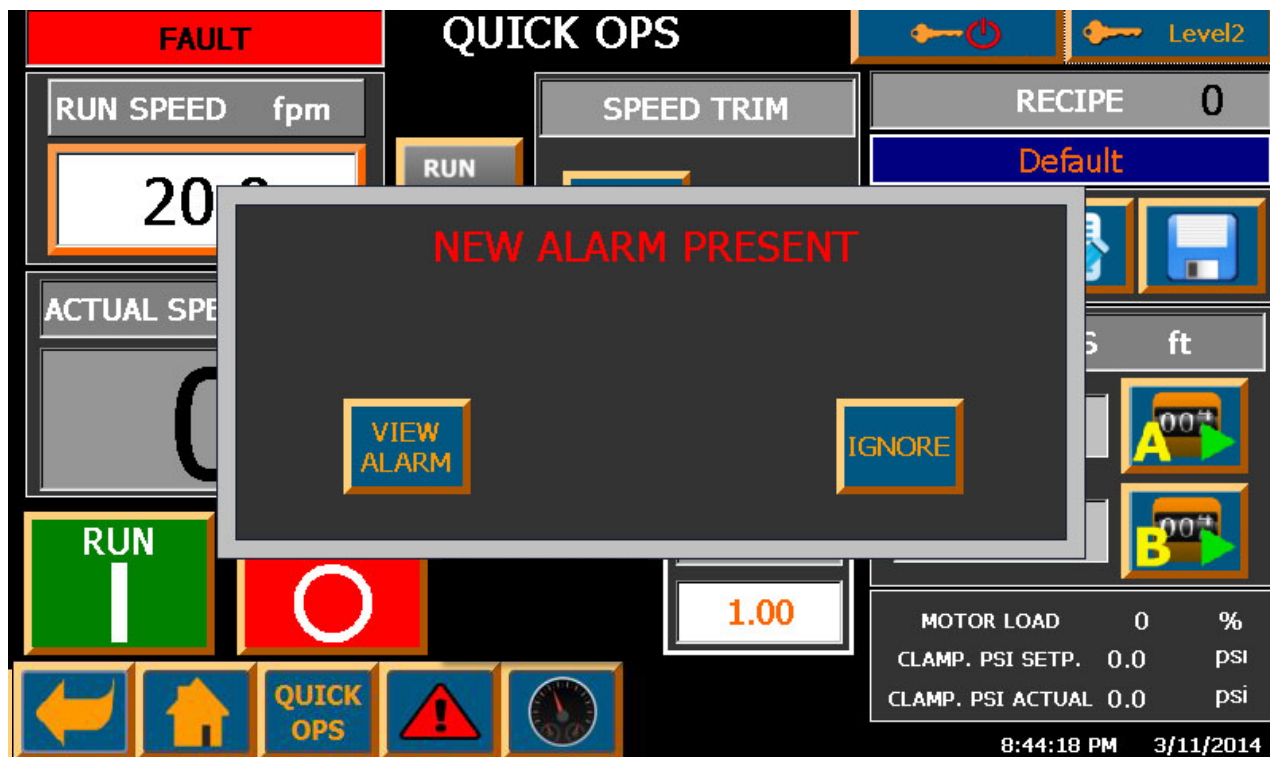 FAULT
QUICK OPS
Level2
RUN SPEED fpm
SPEED TRIM
RECIPE 0
RUN
Default
20
NEW ALARM PRESENT
ACTUAL
ft
VIEW
ALARM
IGNORE
A
B
RUN
1.00
MOTOR LOAD 0 %
CLAMP. PSI SETP. 0.0 psi
CLAMP. PSI ACTUAL 0.0 psi
QUICK
OPS
8:44:18 PM 3/11/2014